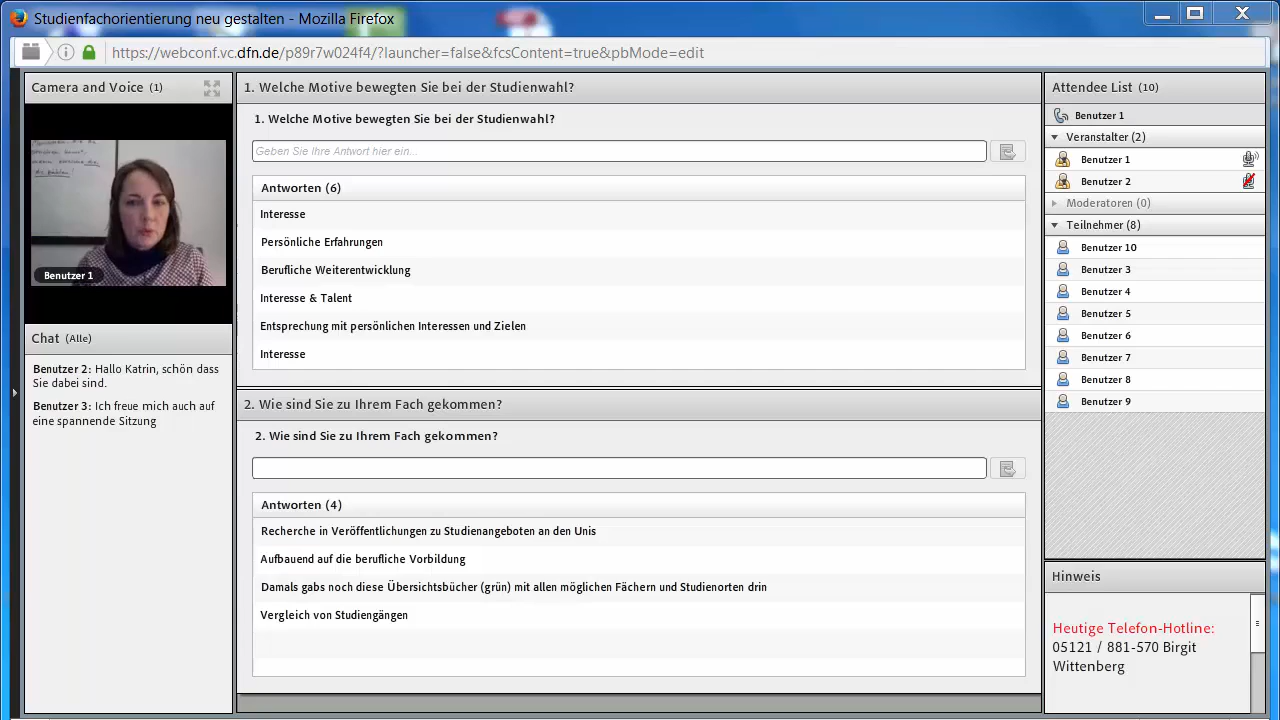 Studienfachorientierung neu gestalten - Mozilla Firefox
https://webconf.vc.dfn.de/p89r7w024f4/?launcher=false&fcsContent=true&pbMode=edit
Camera and Voice (1)
Benutzer 1
Chat (Alle)
Benutzer 2: Hallo Katrin, schön dass
Sie dabei sind.
Benutzer 3: Ich freue mich auch auf
eine spannende Sitzung
1. Welche Motive bewegten Sie bei der Studienwahl?
1. Welche Motive bewegten Sie bei der Studienwahl?
Geben Sie Ihre Antwort hier ein...
Antworten (6)
Interesse
Persönliche Erfahrungen
Berufliche Weiterentwicklung
Interesse & Talent
Entsprechung mit persönlichen Interessen und Zielen
Interesse
2. Wie sind Sie zu Ihrem Fach gekommen?
2. Wie sind Sie zu Ihrem Fach gekommen?
Antworten (4)
Recherche in Veröffentlichungen zu Studienangeboten an den Unis
Aufbauend auf die berufliche Vorbildung
Damals gabs noch diese Übersichtsbücher (grün) mit allen möglichen Fächern und Studienorten drin
Vergleich von Studiengängen
Attendee List (10)
Benutzer 1
Veranstalter (2)
Benutzer 1
Benutzer 2
Moderatoren (0)
Teilnehmer (8)
Benutzer 10
Benutzer 3
Benutzer 4
Benutzer 5
Benutzer 6
Benutzer 7
Benutzer 8
Benutzer 9
Hinweis
Heutige Telefon-Hotline:
05121 / 881-570 Birgit
Wittenberg